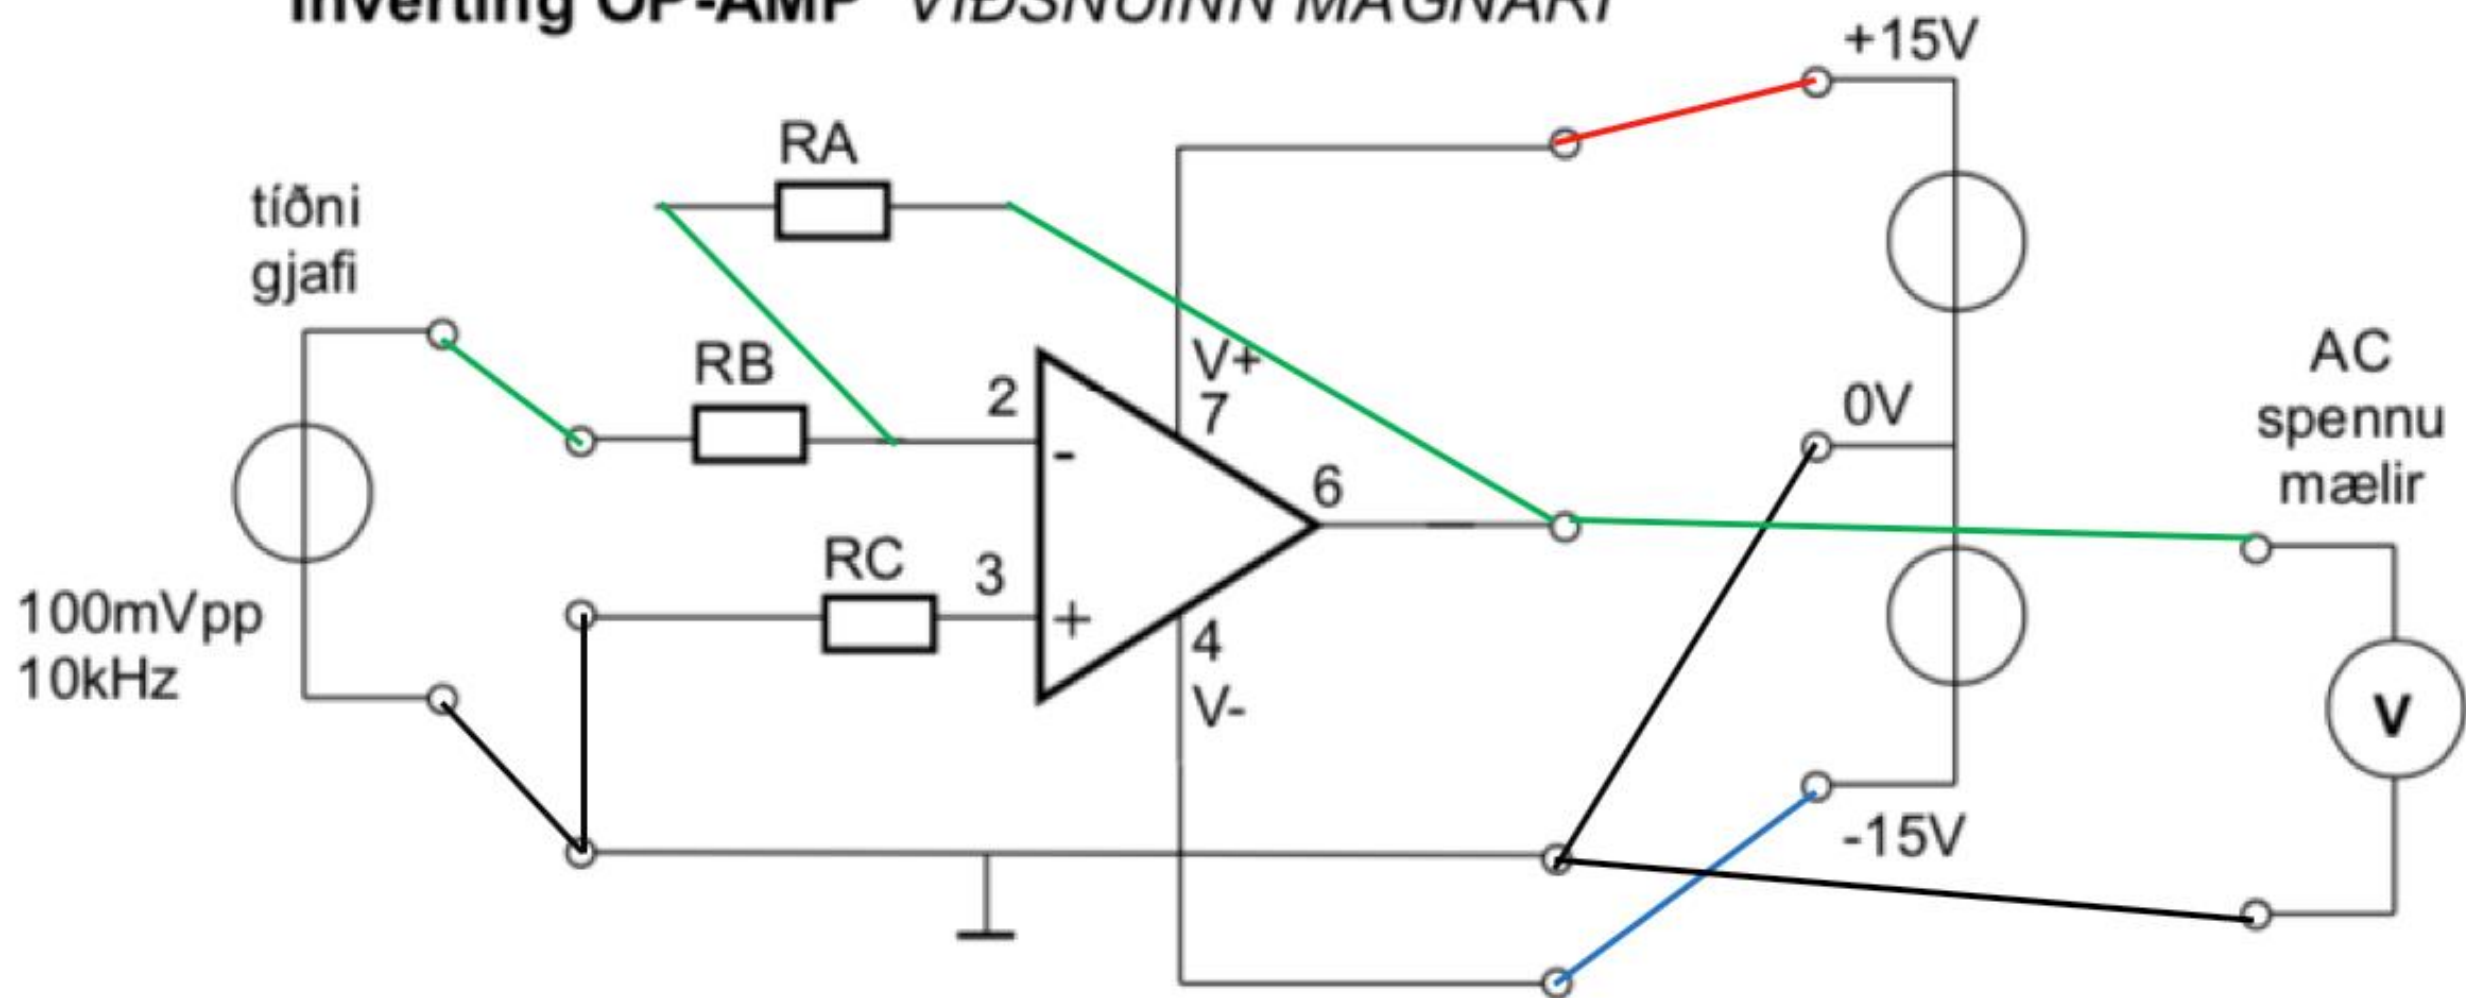 Inverting OP-AMP VIÐSNÚINN MAGNARI
+15V
RA
tíðni
gjafi
V+
7
RB
2
-
0V
AC
spennu
mælir
6
RC
3
+
100mVpp
10kHz
4
V-
V
-15V